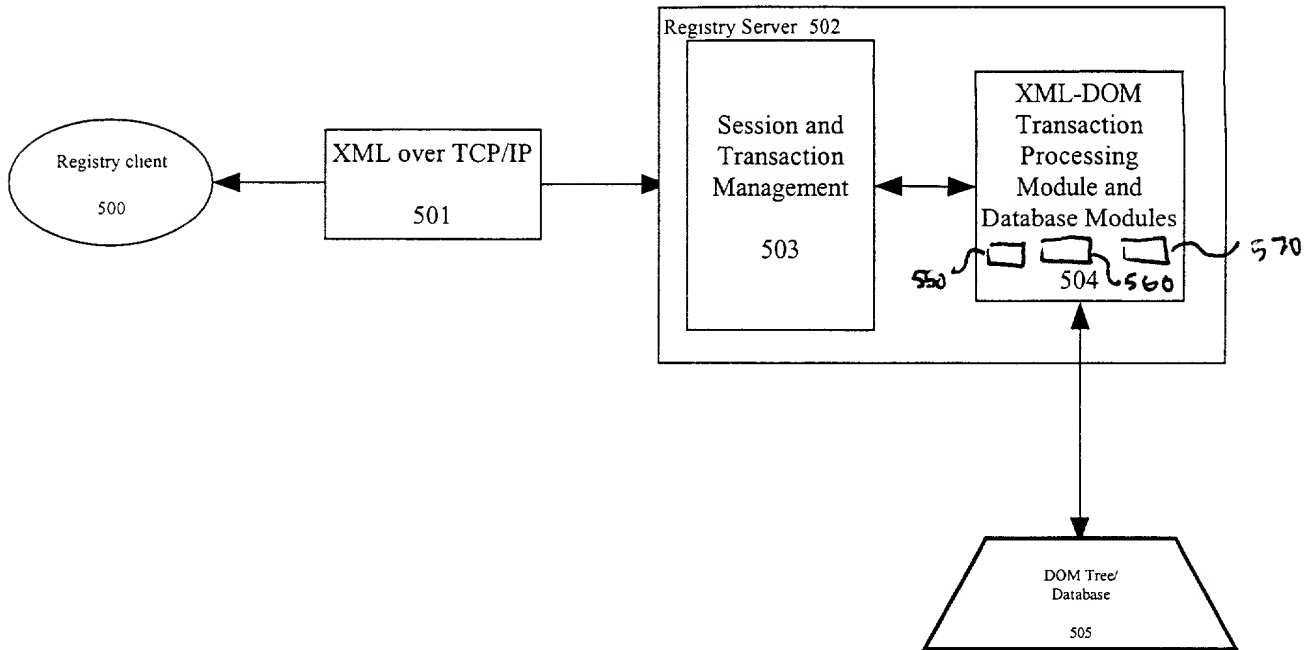 Registry Server 502
Registry client
500
XML over TCP/IP
501
Session and
Transaction
Management
503
XML-DOM
Transaction
Processing
Module and
Database Modules
550
504
560
570
DOM Tree/
Database
505